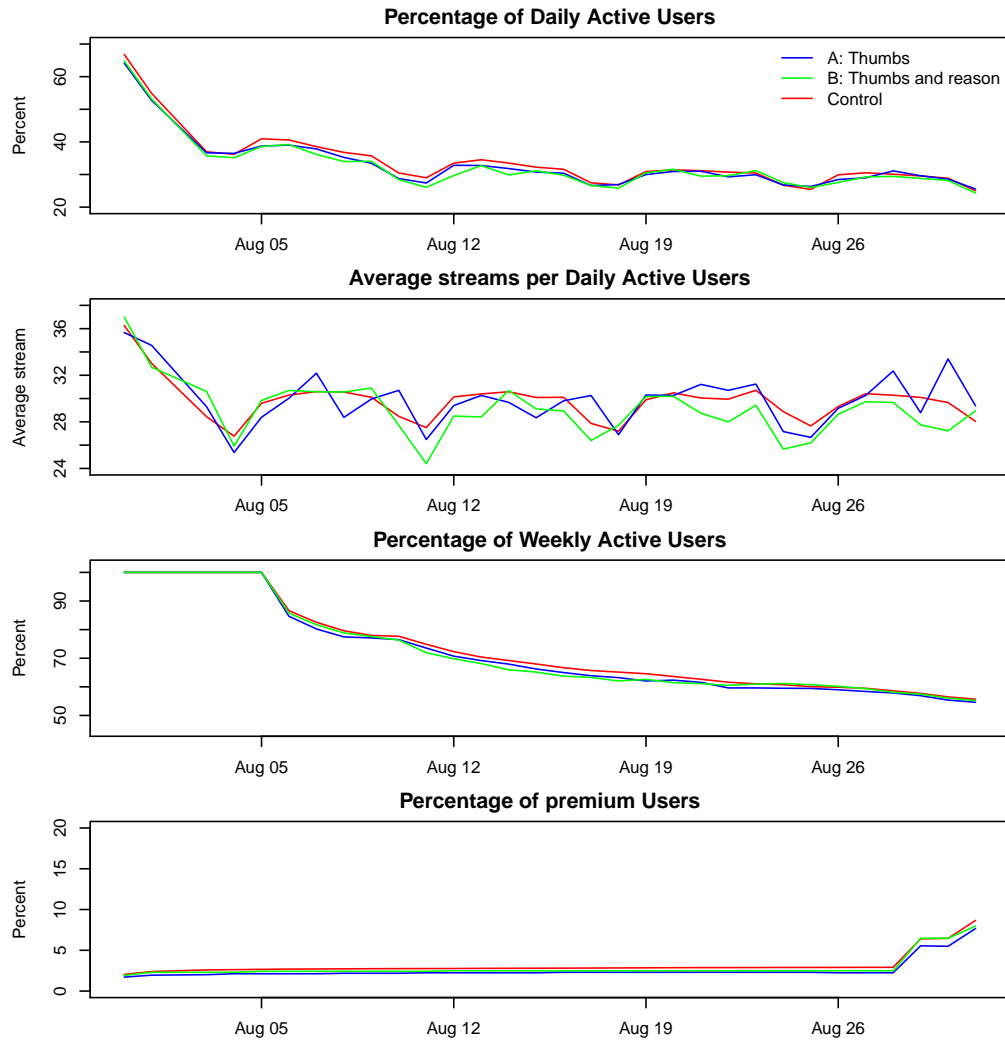 Percentage of Daily Active Users
Percent
60
40
20
A: Thumbs
B: Thumbs and reason
Control
Aug 05
Aug 12
Aug 19
Aug 26
Average streams per Daily Active Users
Average stream
36
32
28
24
Aug 05
Aug 12
Aug 19
Aug 26
Percentage of Weekly Active Users
Percent
90
70
50
Aug 05
Aug 12
Aug 19
Aug 26
Percentage of premium Users
Percent
20
15
10
5
0
Aug 05
Aug 12
Aug 19
Aug 26